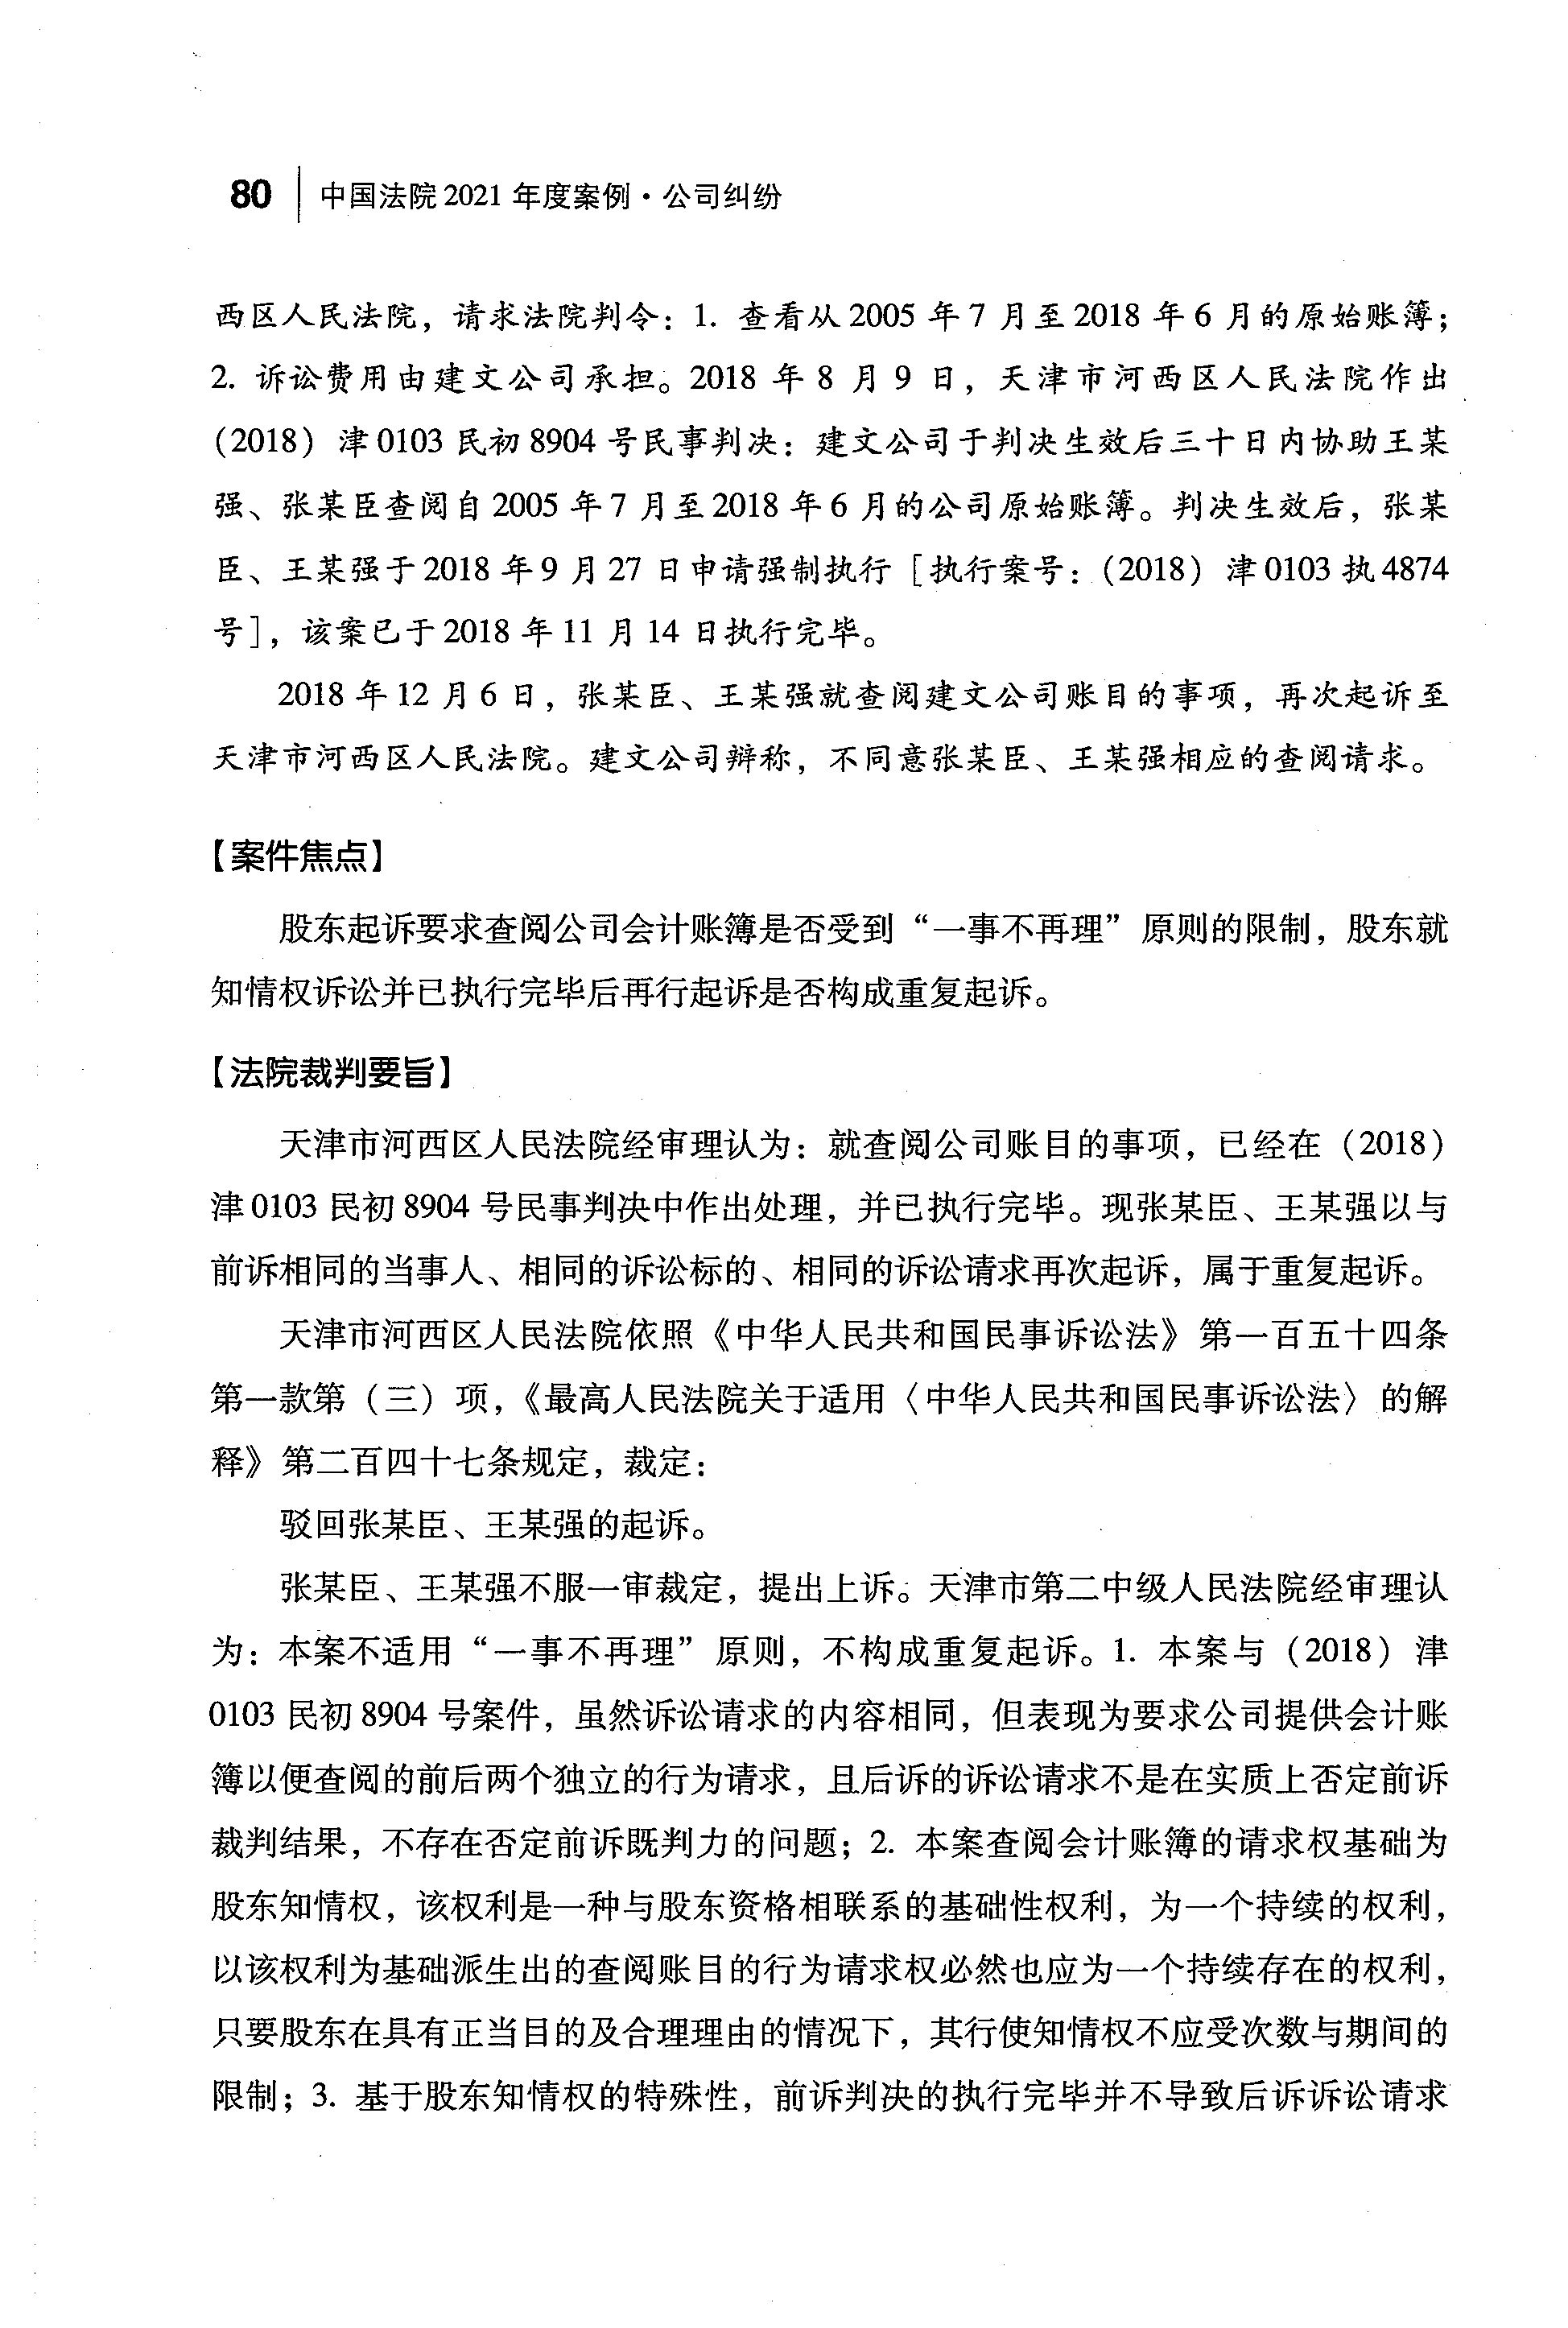 80 中国法院2021年度案例·公司纠纷
西区人民法院，请求法院判令：1. 查看从2005年7月至2018年6月的原始账簿；
2. 诉讼费用由建文公司承担。2018年8月9日，天津市河西区人民法院作出
（2018）津0103民初8904号民事判决：建文公司于判决生效后三十日内协助王某
强、张某臣查阅自2005年7月至2018年6月的公司原始账簿。判决生效后，张某
臣、王某强于2018年9月27日申请强制执行［执行案号：（2018）津0103执4874
号］，该案已于2018年11月14日执行完毕。
2018年12月6日，张某臣、王某强就查阅建文公司账目的事项，再次起诉至
天津市河西区人民法院。建文公司辩称，不同意张某臣、王某强相应的查阅请求。
【案件焦点】
股东起诉要求查阅公司会计账簿是否受到“一事不再理”原则的限制，股东就
知情权诉讼并已执行完毕后再行起诉是否构成重复起诉。
【法院裁判要旨】
天津市河西区人民法院经审理认为：就查阅公司账目的事项，已经在（2018）
津0103民初8904号民事判决中作出处理，并已执行完毕。现张某臣、王某强以与
前诉相同的当事人、相同的诉讼标的、相同的诉讼请求再次起诉，属于重复起诉。
天津市河西区人民法院依照《中华人民共和国民事诉讼法》第一百五十四条
第一款第（三）项，《最高人民法院关于适用〈中华人民共和国民事诉讼法〉的解
释》第二百四十七条规定，裁定：
驳回张某臣、王某强的起诉。
张某臣、王某强不服一审裁定，提出上诉。天津市第二中级人民法院经审理认
为：本案不适用“一事不再理”原则，不构成重复起诉。1. 本案与（2018）津
0103民初8904号案件，虽然诉讼请求的内容相同，但表现为要求公司提供会计账
簿以便查阅的前后两个独立的行为请求，且后诉的诉讼请求不是在实质上否定前诉
裁判结果，不存在否定前诉既判力的问题；2. 本案查阅会计账簿的请求权基础为
股东知情权，该权利是一种与股东资格相联系的基础性权利，为一个持续的权利，
以该权利为基础派生出的查阅账目的行为请求权必然也应为一个持续存在的权利，
只要股东在具有正当目的及合理理由的情况下，其行使知情权不应受次数与期间的
限制；3. 基于股东知情权的特殊性，前诉判决的执行完毕并不导致后诉诉讼请求